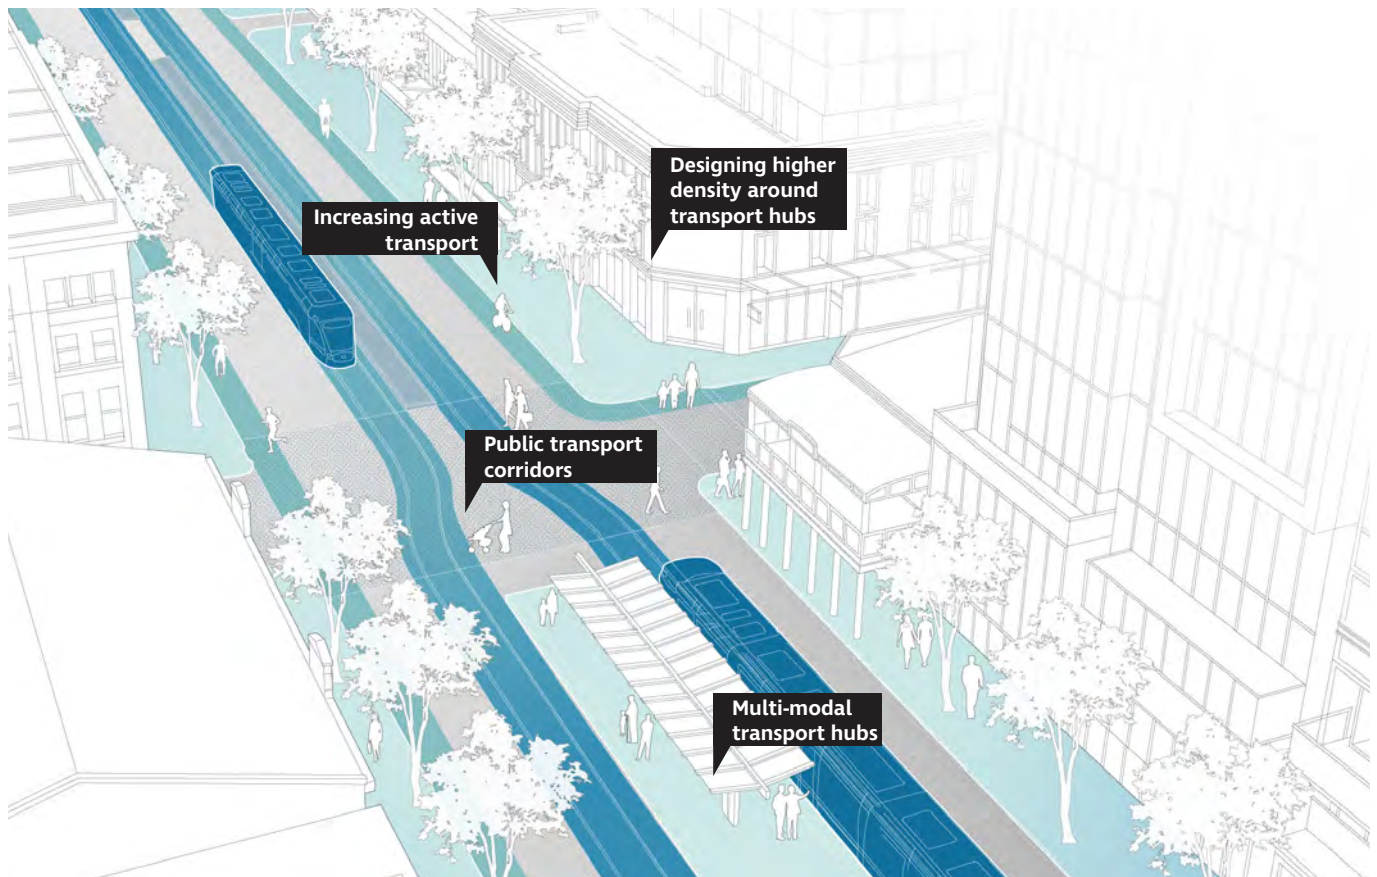 Designing higher
density around
transport hubs
Increasing active
transport
Public transport
corridors
Multi-modal
transport hubs